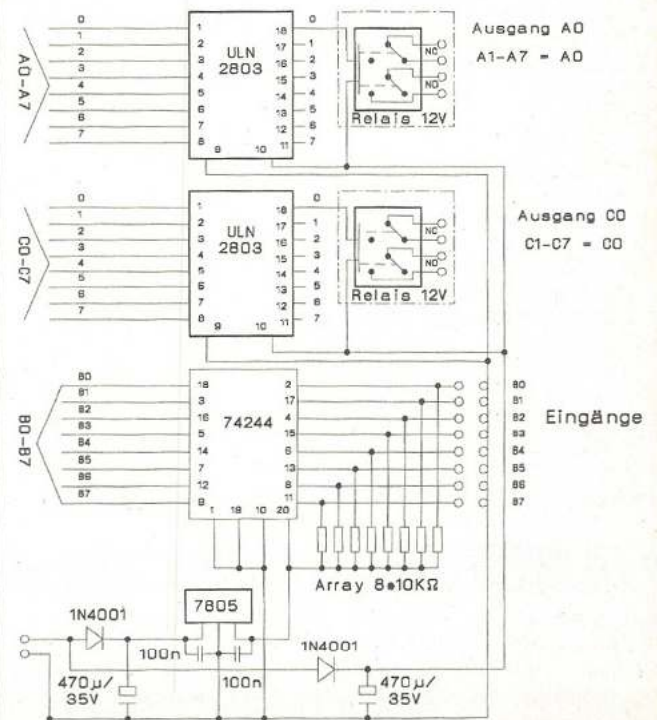 0
1
2
3
4
5
6
7
A0-A7
1
2
3
4
5
6
7
8
9
10
ULN
2803
18
17
16
15
14
13
12
11
0
1
2
3
4
5
6
7
NC
NO
Relais 12V
Ausgang A0
A1-A7 = A0
0
1
2
3
4
5
6
7
C0-C7
1
2
3
4
5
6
7
8
9
10
ULN
2803
18
17
16
15
14
13
12
11
0
1
2
3
4
5
6
7
NC
NO
Relais 12V
Ausgang C0
C1-C7 = C0
B0
B1
B2
B3
B4
B5
B6
B7
B0-B7
18
3
16
5
14
7
12
9
74244
2
17
4
15
6
13
8
11
1
19
10
20
B0
B1
B2
B3
B4
B5
B6
B7
Eingänge
Array 8•10KΩ
1N4001
7805
100n
100n
1N4001
470µ/
35V
470µ/
35V